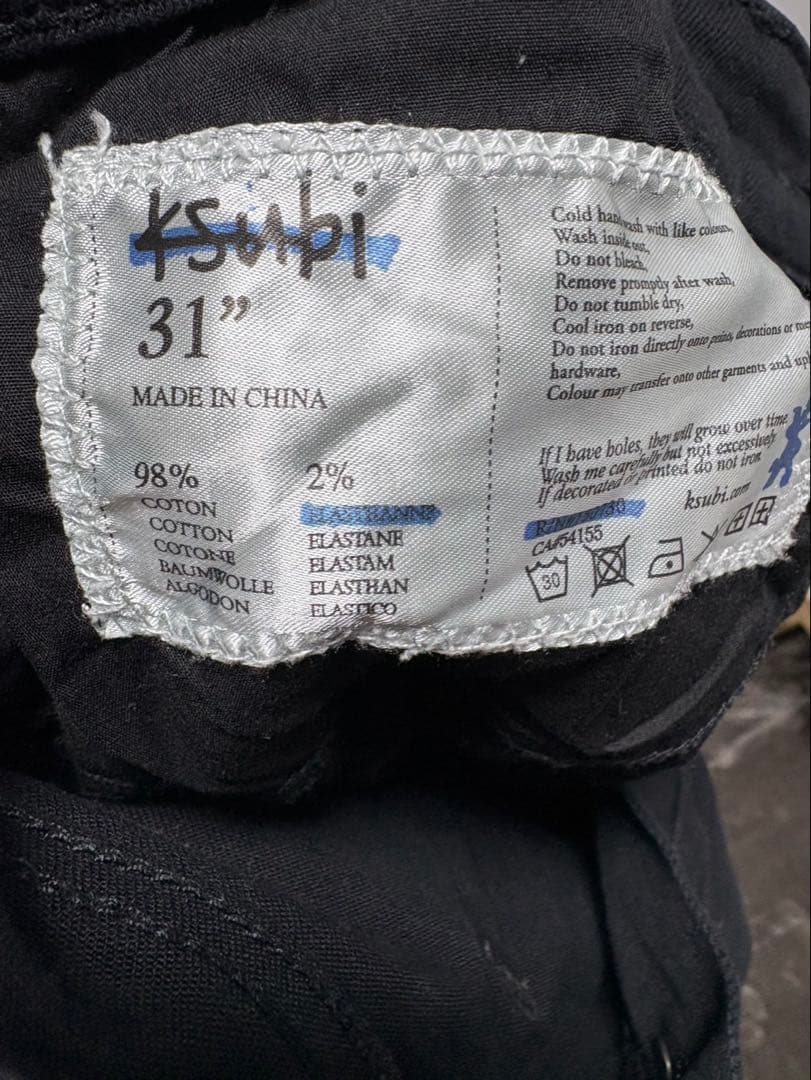 ksubi
31”
MADE IN CHINA
98%
COTON
COTTON
COTONE
BAUMWOLLE
ALGODON
2%
ELASTHANNE
ELASTANE
ELASTAM
ELASTHAN
ELASTICO
Cold hand wash with like colours,
Wash inside out,
Do not bleach,
Remove promptly after wash,
Do not tumble dry,
Cool iron on reverse,
Do not iron directly onto prints, decorations or
hardware,
Colour may transfer onto other garments and
If I have boles, they will grow over time.
Wash me carefully but not excessively
If decorated or printed do not iron
ksubi.com
CA#54155
30